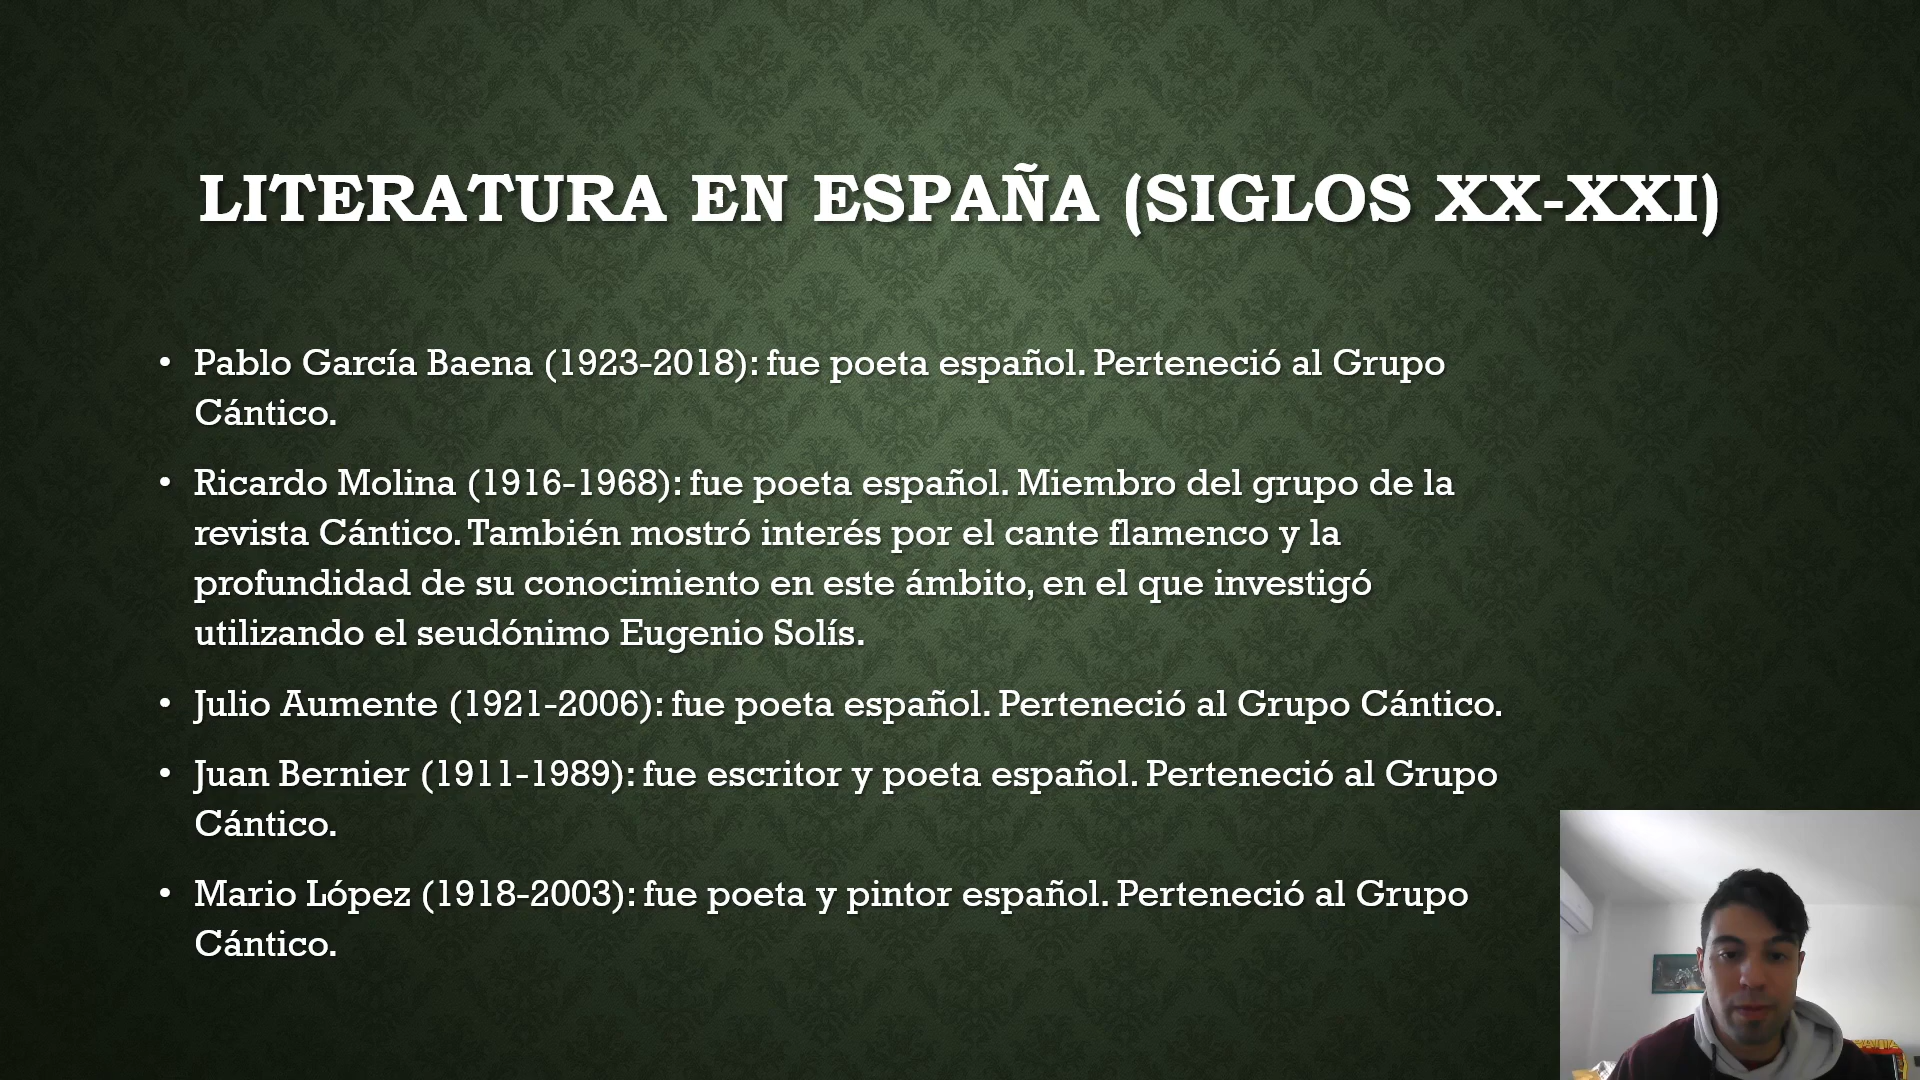 LITERATURA EN ESPAÑA (SIGLOS XX-XXI)
• Pablo García Baena (1923-2018): fue poeta español. Perteneció al Grupo
Cántico.
• Ricardo Molina (1916-1968): fue poeta español. Miembro del grupo de la
revista Cántico. También mostró interés por el cante flamenco y la
profundidad de su conocimiento en este ámbito, en el que investigó
utilizando el seudónimo Eugenio Solís.
• Julio Aumente (1921-2006): fue poeta español. Perteneció al Grupo Cántico.
• Juan Bernier (1911-1989): fue escritor y poeta español. Perteneció al Grupo
Cántico.
• Mario López (1918-2003): fue poeta y pintor español. Perteneció al Grupo
Cántico.